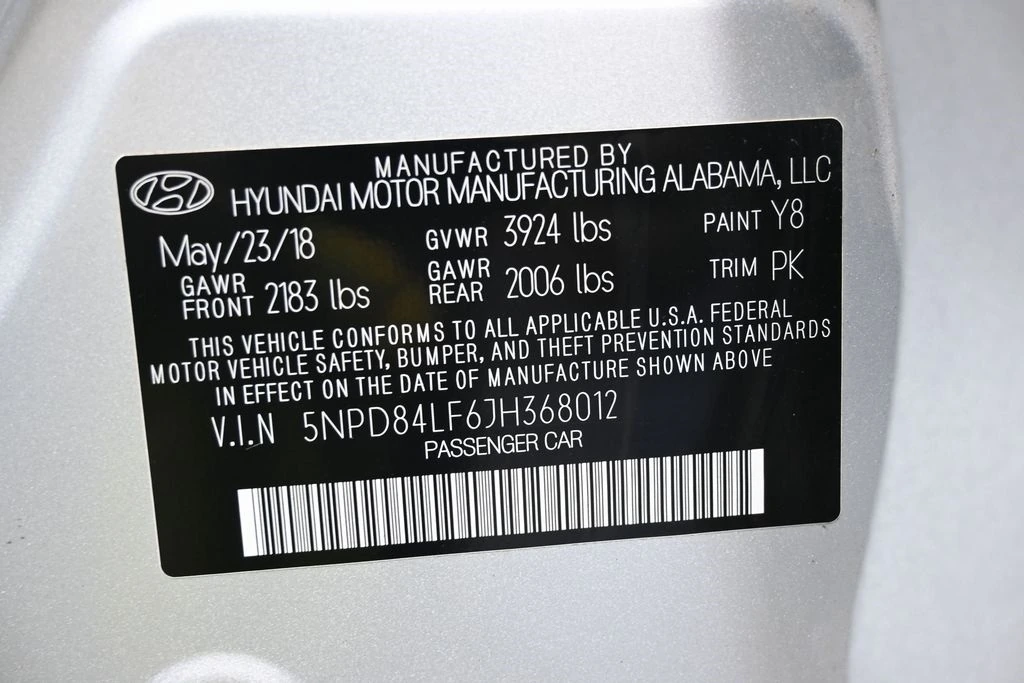 MANUFACTURED BY
HYUNDAI MOTOR MANUFACTURING ALABAMA, LLC
May/23/18 GVWR 3924 lbs PAINT Y8
GAWR FRONT 2183 lbs GAWR REAR 2006 lbs TRIM PK
THIS VEHICLE CONFORMS TO ALL APPLICABLE U.S.A. FEDERAL
MOTOR VEHICLE SAFETY, BUMPER, AND THEFT PREVENTION STANDARDS
IN EFFECT ON THE DATE OF MANUFACTURE SHOWN ABOVE
V.I.N 5NPD84LF6JH368012
PASSENGER CAR